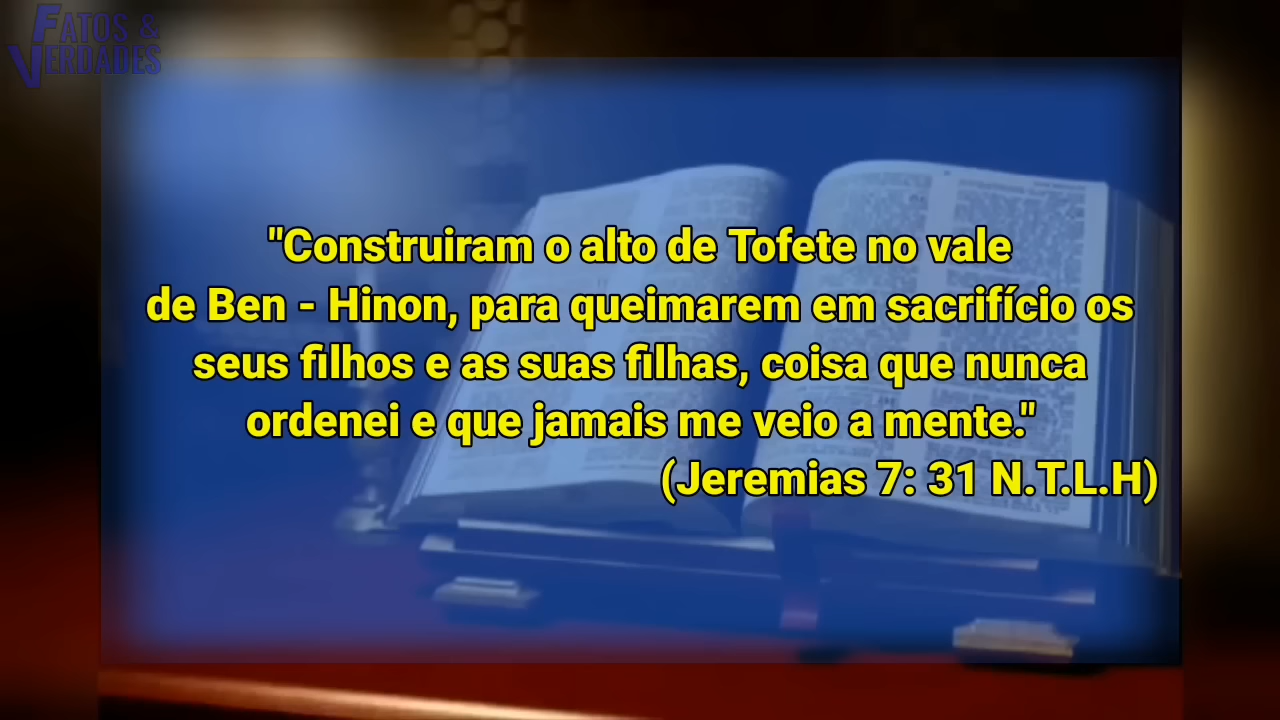 FATOS &
VERDADES
"Construiram o alto de Tofete no vale
de Ben - Hinon, para queimarem em sacrifício os
seus filhos e as suas filhas, coisa que nunca
ordenei e que jamais me veio a mente."
(Jeremias 7: 31 N.T.L.H)